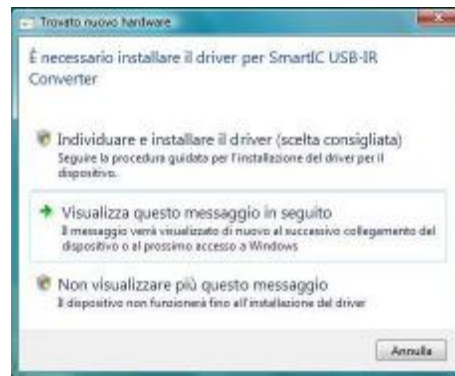 Trovato nuovo hardware
È necessario installare il driver per SmartIC USB-IR
Converter
Individuare e installare il driver (scelta consigliata)
Seguire la procedura guidata per l'installazione del driver per il
dispositivo.
Visualizza questo messaggio in seguito
Il messaggio verrà visualizzato di nuovo al successivo collegamento del
dispositivo o al prossimo accesso a Windows
Non visualizzare più questo messaggio
Il dispositivo non funzionerà fino all'installazione del driver
Annulla